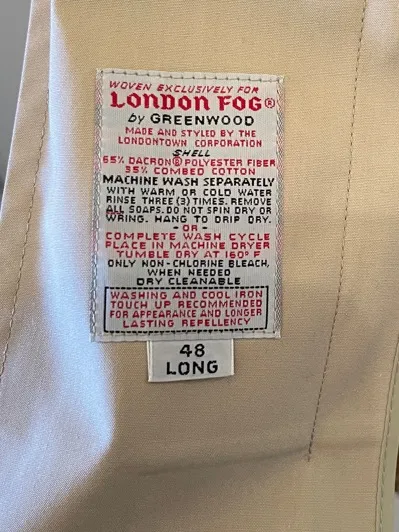 WOVEN EXCLUSIVELY FOR
LONDON FOG®
by GREENWOOD
MADE AND STYLED BY THE
LONDONTOWN CORPORATION
SHELL
65% DACRON® POLYESTER FIBER
35% COMBED COTTON
MACHINE WASH SEPARATELY
WITH WARM OR COLD WATER
RINSE THREE (3) TIMES. REMOVE
ALL SOAPS. DO NOT SPIN DRY OR
WRING. HANG TO DRIP DRY.
-OR-
COMPLETE WASH CYCLE
PLACE IN MACHINE DRYER
TUMBLE DRY AT 160° F
ONLY NON-CHLORINE BLEACH,
WHEN NEEDED
DRY CLEANABLE
WASHING AND COOL IRON
TOUCH UP RECOMMENDED
FOR APPEARANCE AND LONGER
LASTING REPELLENCY
48
LONG